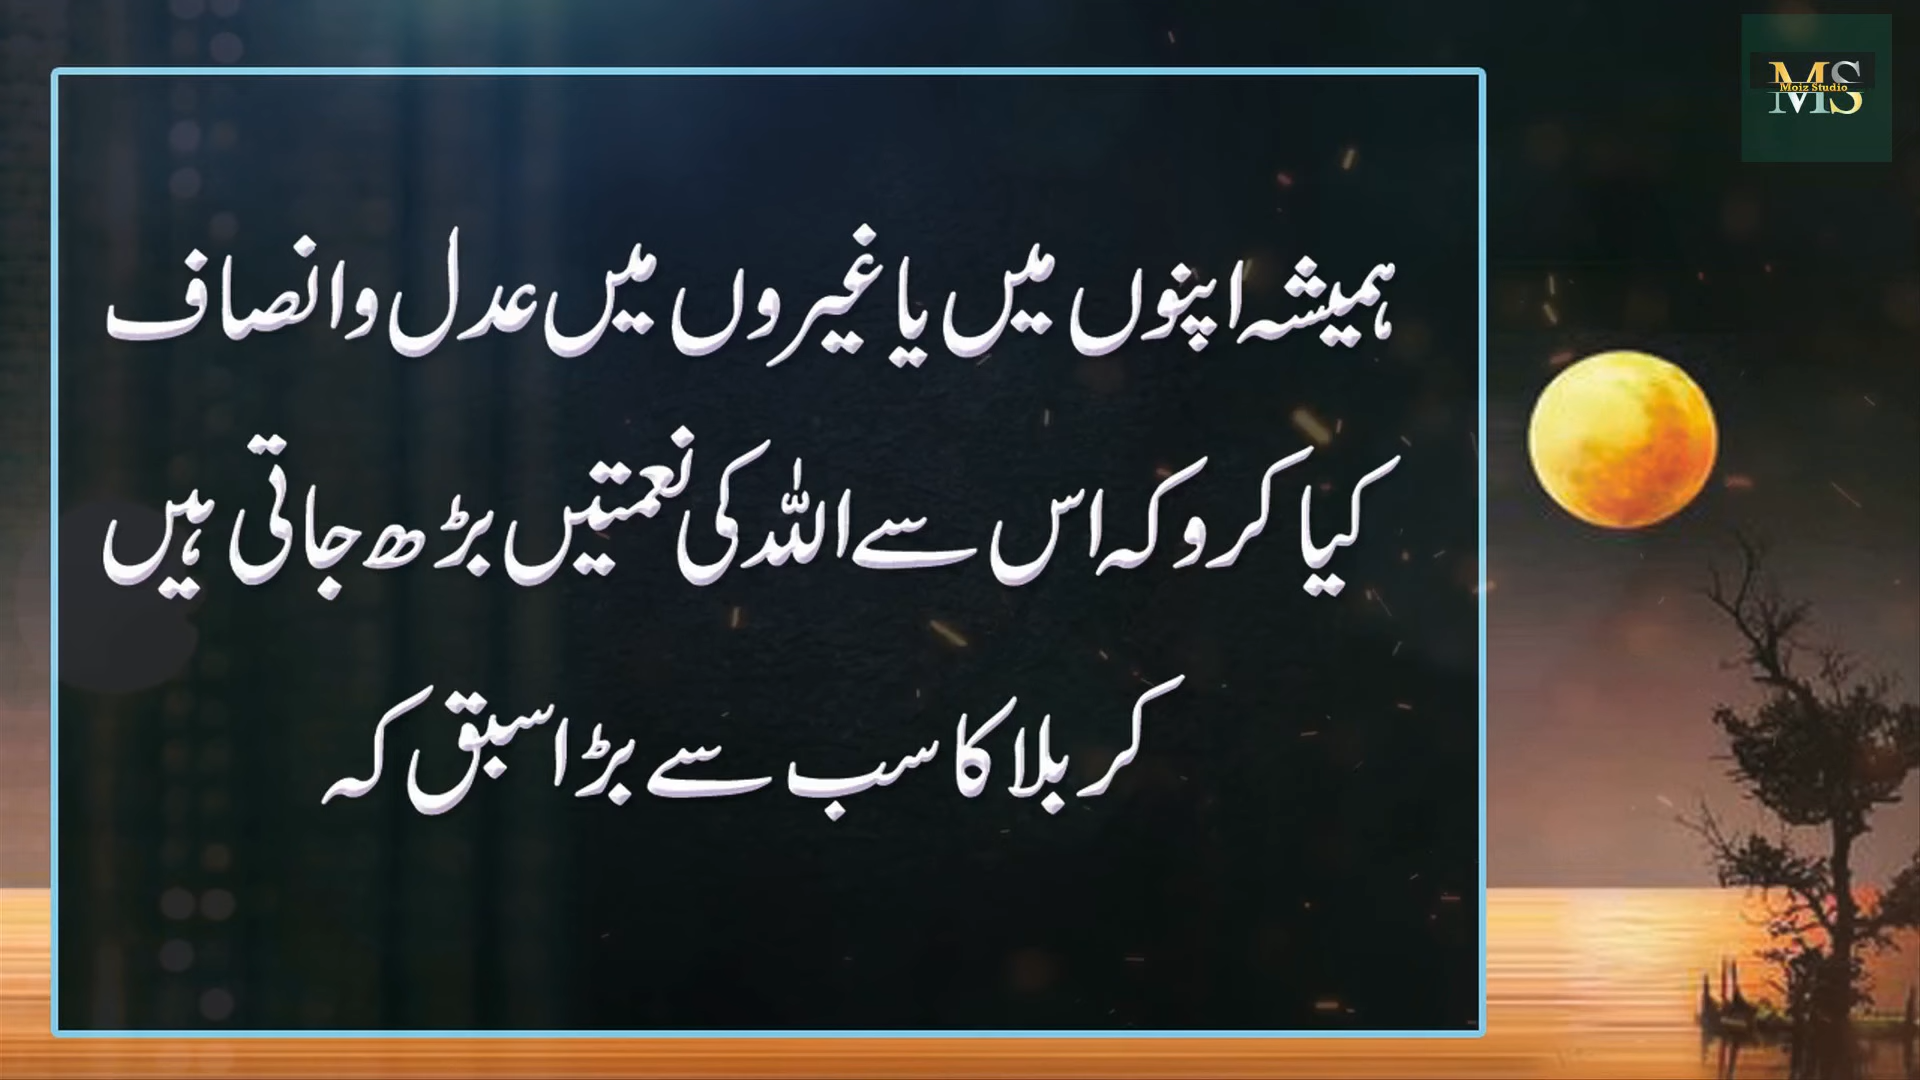 ہمیشہ اپنوں میں یا غیروں میں عدل و انصاف
کیا کرو کہ اس سے اللہ کی نعمتیں بڑھ جاتی ہیں
کربلا کا سب سے بڑا سبق کہ
MS
Moiz Studio